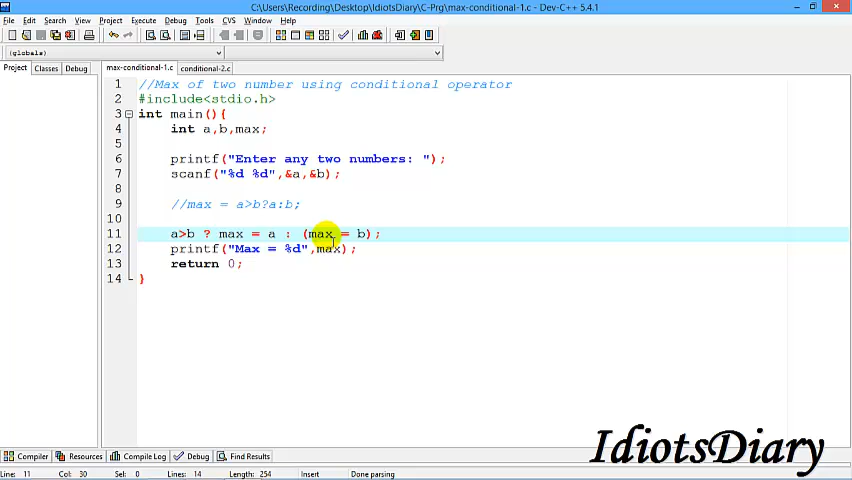 C:\Users\Recording\Desktop\IdiotsDiary\C-Prg\max-conditional-1.c - Dev-C++ 5.4.1
File Edit Search View Project Execute Debug Tools CVS Window Help
(globals)
Project Classes Debug max-conditional-1.c conditional-2.c
1 //Max of two number using conditional operator
2 #include<stdio.h>
3 int main(){
4 int a,b,max;
5
6 printf("Enter any two numbers: ");
7 scanf("%d %d",&a,&b);
8
9 //max = a>b?a:b;
10
11 a>b ? max = a : (max = b);
12 printf("Max = %d",max);
13 return 0;
14 }
IdiotsDiary
Compiler Resources Compile Log Debug Find Results
Line: 11 Col: 30 Sel: 0 Lines: 14 Length: 254 Insert Done parsing